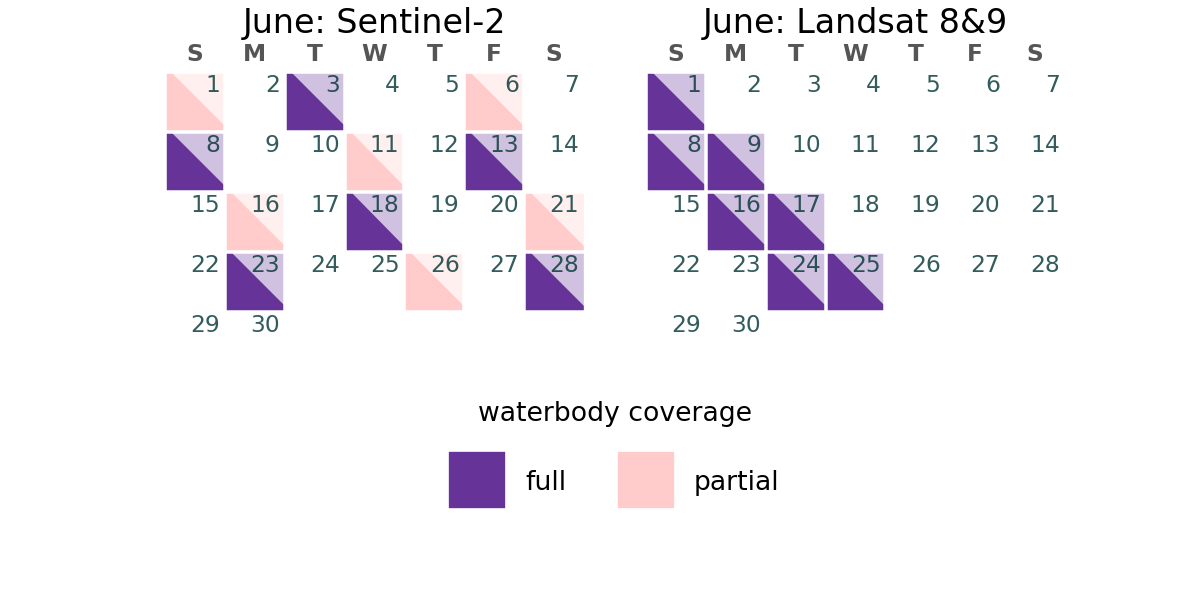 June: Sentinel-2
S M T W T F S
1 2 3 4 5 6 7
8 9 10 11 12 13 14
15 16 17 18 19 20 21
22 23 24 25 26 27 28
29 30
June: Landsat 8&9
S M T W T F S
1 2 3 4 5 6 7
8 9 10 11 12 13 14
15 16 17 18 19 20 21
22 23 24 25 26 27 28
29 30
waterbody coverage
full partial